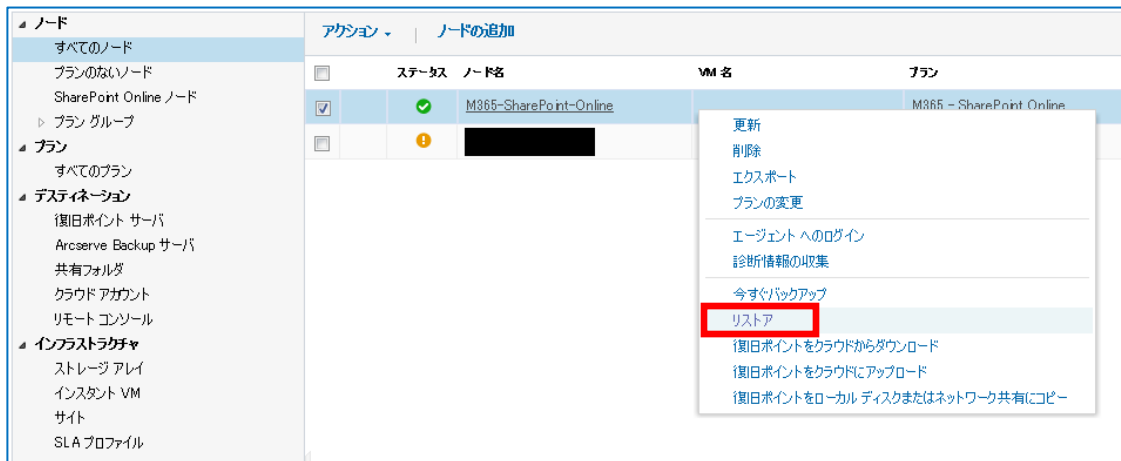 ノード
すべてのノード
プランのないノード
SharePoint Online ノード
プラン グループ
プラン
すべてのプラン
デスティネーション
復旧ポイント サーバ
Arcserve Backup サーバ
共有フォルダ
クラウド アカウント
リモート コンソール
インフラストラクチャ
ストレージ アレイ
インスタント VM
サイト
SLA プロファイル
アクション | ノードの追加
ステータス ノード名 VM 名 プラン
M365-SharePoint-Online M365 - SharePoint Online
更新
削除
エクスポート
プランの変更
エージェント へのログイン
診断情報の収集
今すぐバックアップ
リストア
復旧ポイントをクラウドからダウンロード
復旧ポイントをクラウドにアップロード
復旧ポイントをローカル ディスクまたはネットワーク共有にコピー